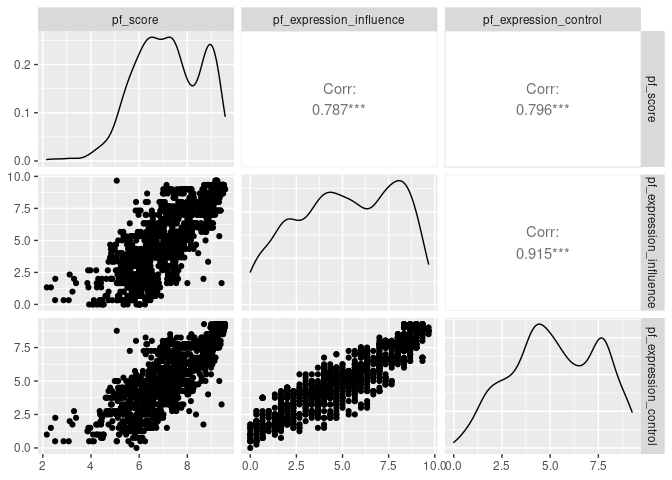 pf_score pf_expression_influence pf_expression_control
0.2
0.1
0.0
Corr:
0.787***
Corr:
0.796***
pf_score
10.0
7.5
5.0
2.5
0.0
Corr:
0.915***
pf_expression_influence
7.5
5.0
2.5
0.0
pf_expression_control
2 4 6 8 0.0 2.5 5.0 7.5 10.0 0.0 2.5 5.0 7.5